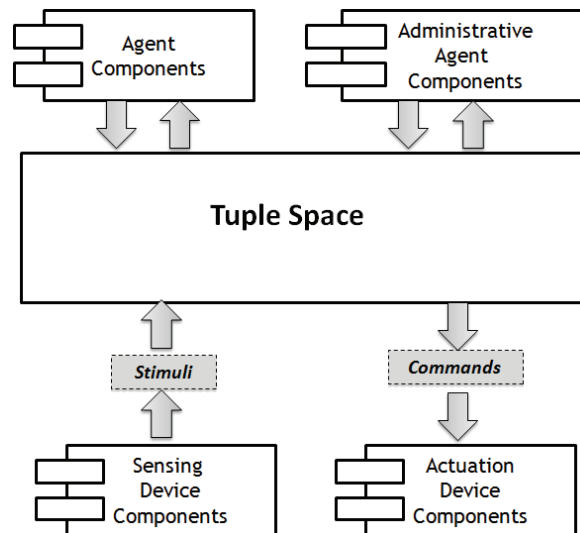 Agent
Components
Administrative
Agent
Components
Tuple Space
Stimuli
Commands
Sensing
Device
Components
Actuation
Device
Components